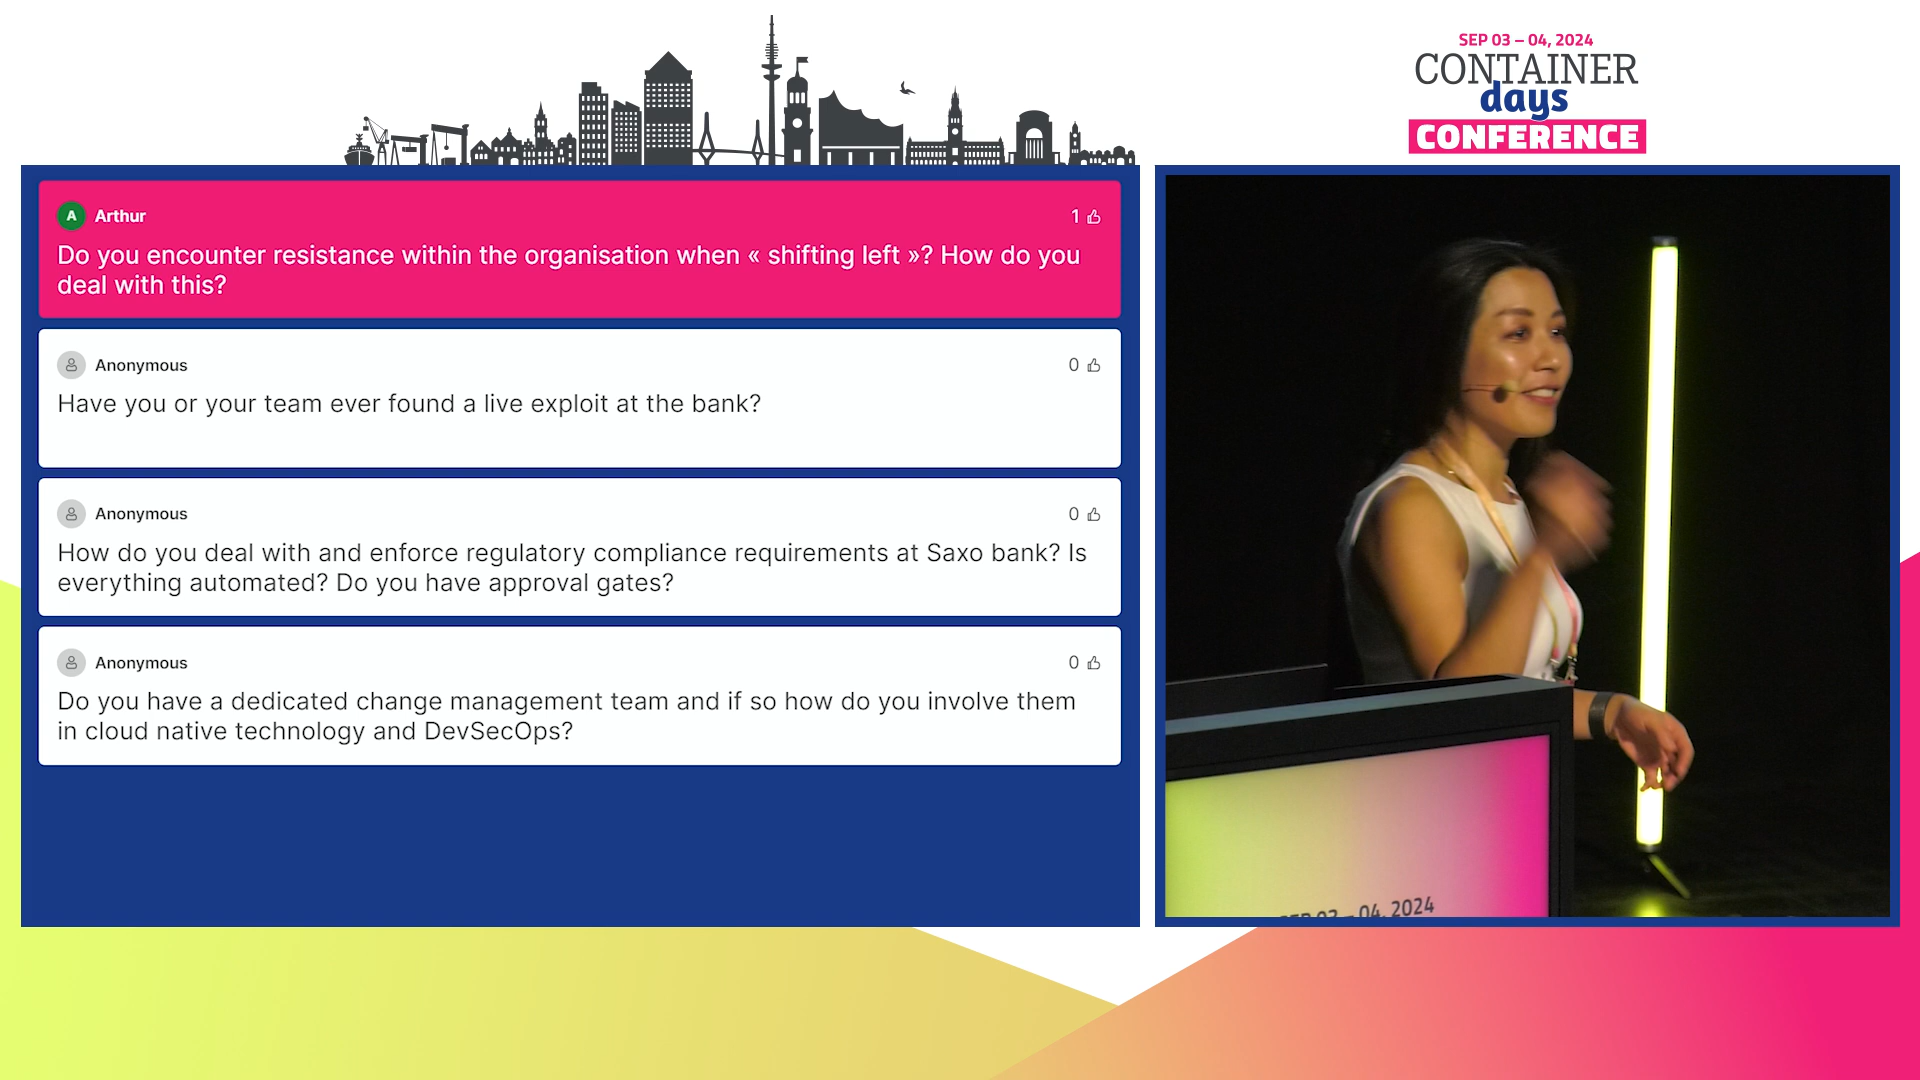 SEP 03 – 04, 2024
CONTAINER
days
CONFERENCE
A Arthur 1
Do you encounter resistance within the organisation when « shifting left »? How do you
deal with this?
Anonymous 0
Have you or your team ever found a live exploit at the bank?
Anonymous 0
How do you deal with and enforce regulatory compliance requirements at Saxo bank? Is
everything automated? Do you have approval gates?
Anonymous 0
Do you have a dedicated change management team and if so how do you involve them
in cloud native technology and DevSecOps?
SEP 03 – 04, 2024